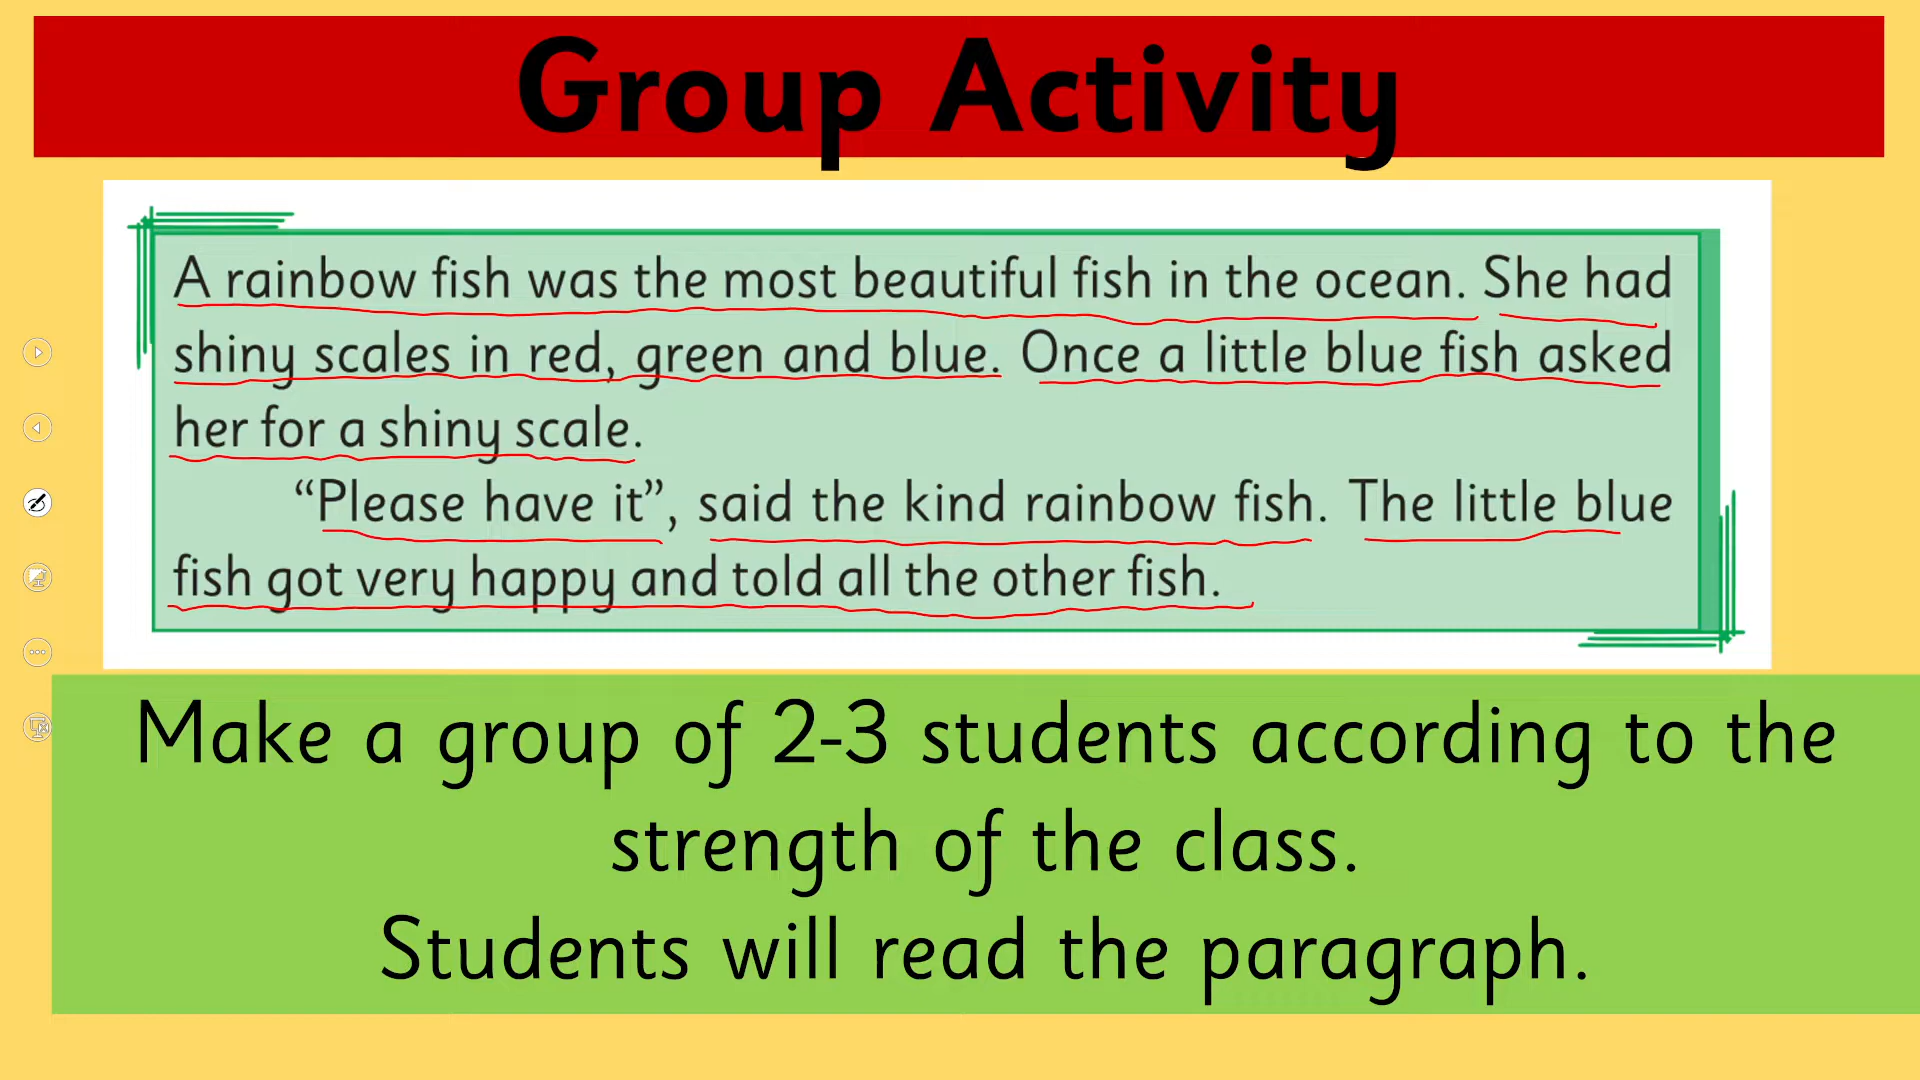 Group Activity
A rainbow fish was the most beautiful fish in the ocean. She had
shiny scales in red, green and blue. Once a little blue fish asked
her for a shiny scale.
“Please have it”, said the kind rainbow fish. The little blue
fish got very happy and told all the other fish.
Make a group of 2-3 students according to the
strength of the class.
Students will read the paragraph.